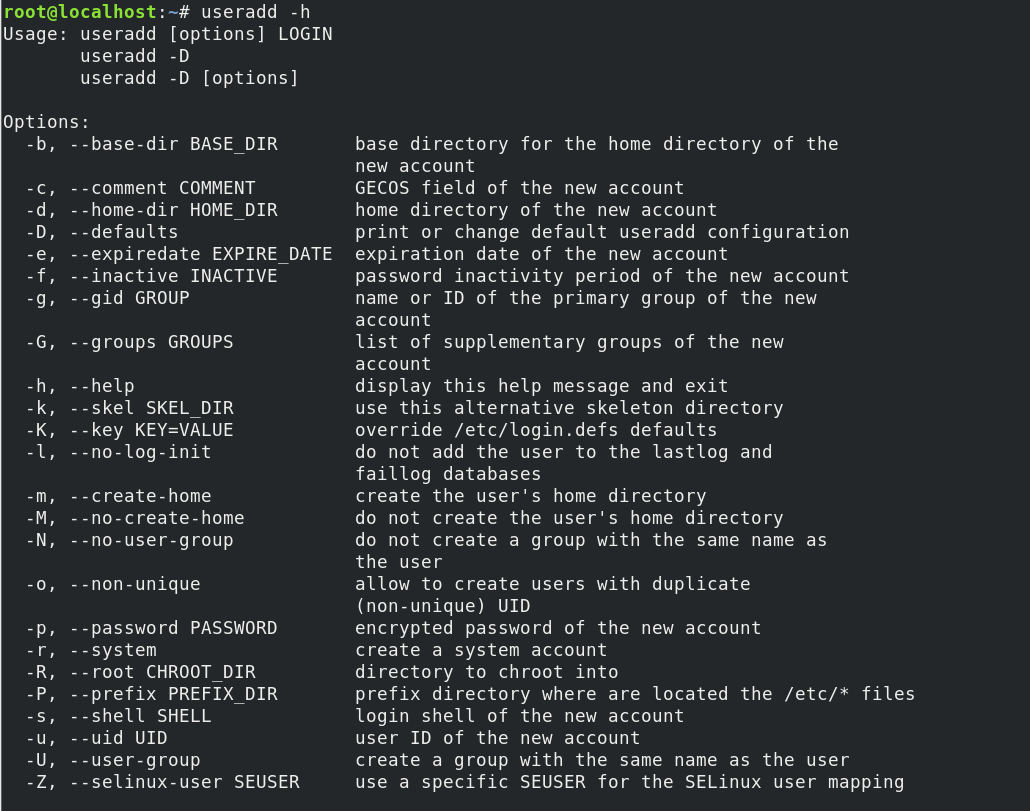 root@localhost:~# useradd -h
Usage: useradd [options] LOGIN
       useradd -D
       useradd -D [options]

Options:
  -b, --base-dir BASE_DIR       base directory for the home directory of the
                                new account
  -c, --comment COMMENT         GECOS field of the new account
  -d, --home-dir HOME_DIR       home directory of the new account
  -D, --defaults                print or change default useradd configuration
  -e, --expiredate EXPIRE_DATE  expiration date of the new account
  -f, --inactive INACTIVE       password inactivity period of the new account
  -g, --gid GROUP               name or ID of the primary group of the new
                                account
  -G, --groups GROUPS           list of supplementary groups of the new
                                account
  -h, --help                    display this help message and exit
  -k, --skel SKEL_DIR           use this alternative skeleton directory
  -K, --key KEY=VALUE           override /etc/login.defs defaults
  -l, --no-log-init             do not add the user to the lastlog and
                                faillog databases
  -m, --create-home             create the user's home directory
  -M, --no-create-home          do not create the user's home directory
  -N, --no-user-group           do not create a group with the same name as
                                the user
  -o, --non-unique              allow to create users with duplicate
                                (non-unique) UID
  -p, --password PASSWORD       encrypted password of the new account
  -r, --system                  create a system account
  -R, --root CHROOT_DIR         directory to chroot into
  -P, --prefix PREFIX_DIR       prefix directory where are located the /etc/* files
  -s, --shell SHELL             login shell of the new account
  -u, --uid UID                 user ID of the new account
  -U, --user-group              create a group with the same name as the user
  -Z, --selinux-user SEUSER     use a specific SEUSER for the SELinux user mapping